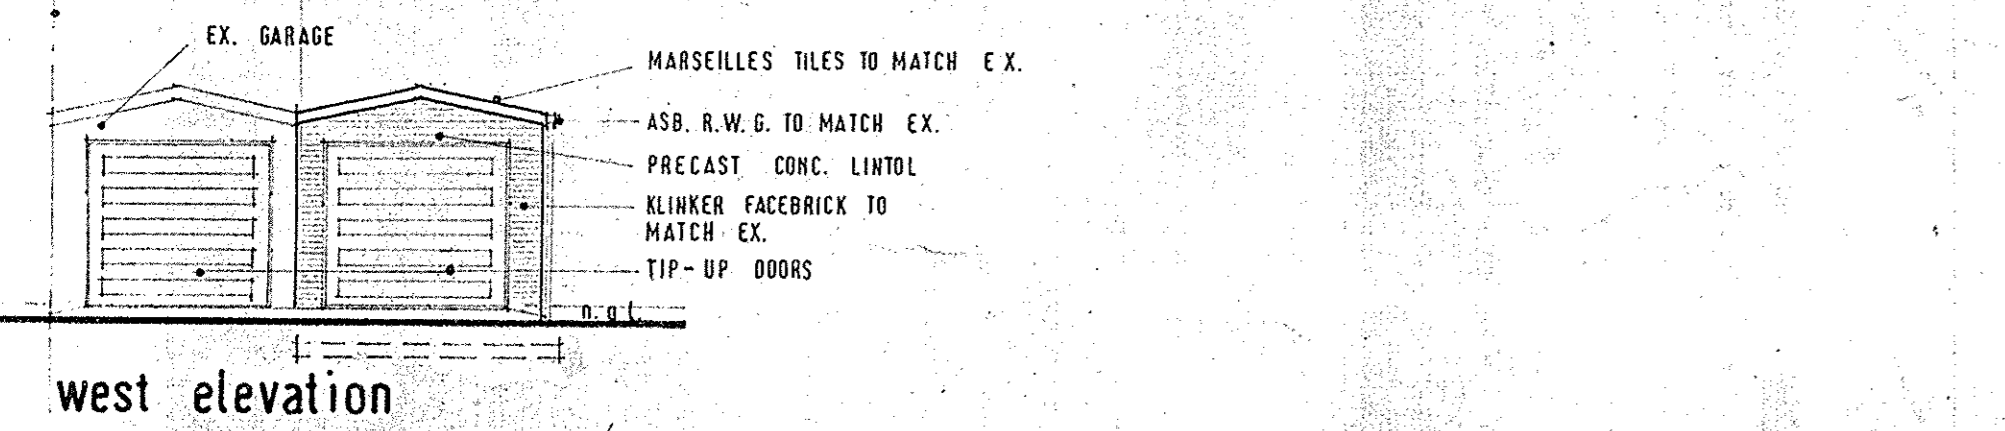 EX. GARAGE
MARSEILLES TILES TO MATCH EX.
ASB. R.W.G. TO MATCH EX.
PRECAST CONC. LINTOL
KLINKER FACEBRICK TO
MATCH EX.
TIP-UP DOORS
n.g.l.
west elevation